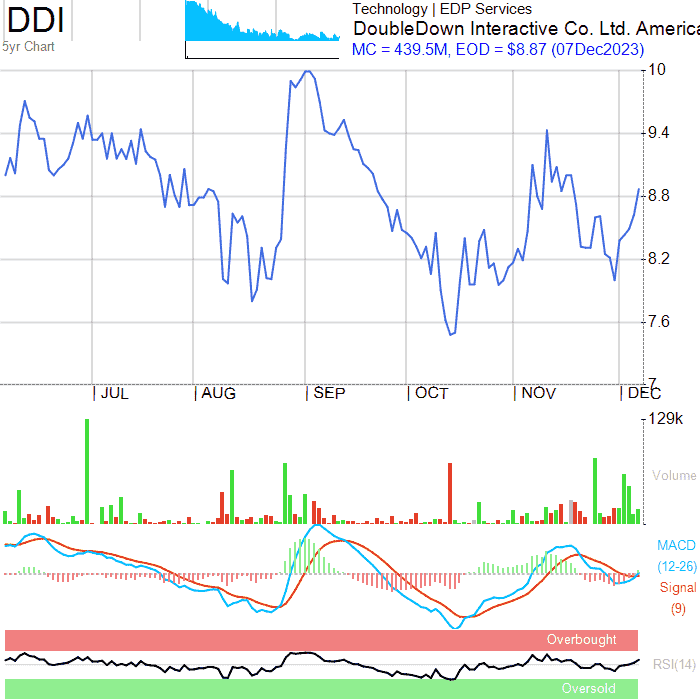 DDI
5yr Chart
Technology | EDP Services
DoubleDown Interactive Co. Ltd. America
MC = 439.5M, EOD = $8.87 (07Dec2023)
10
9.4
8.8
8.2
7.6
7
JUL AUG SEP OCT NOV DEC
129k
Volume
MACD
(12-26)
Signal
(9)
Overbought
RSI(14)
Oversold